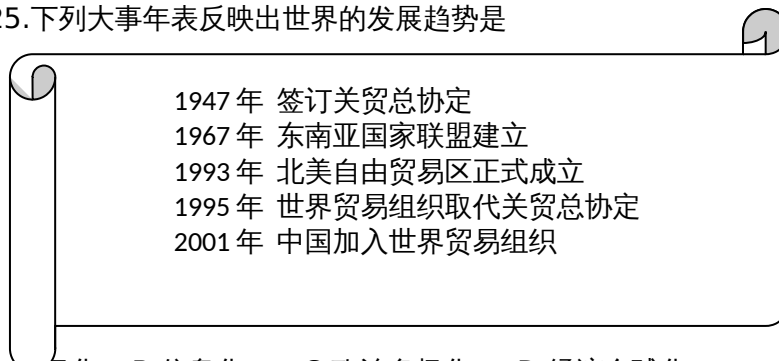 25.下列大事年表反映出世界的发展趋势是
1947 年 签订关贸总协定
1967 年 东南亚国家联盟建立
1993 年 北美自由贸易区正式成立
1995 年 世界贸易组织取代关贸总协定
2001 年 中国加入世界贸易组织